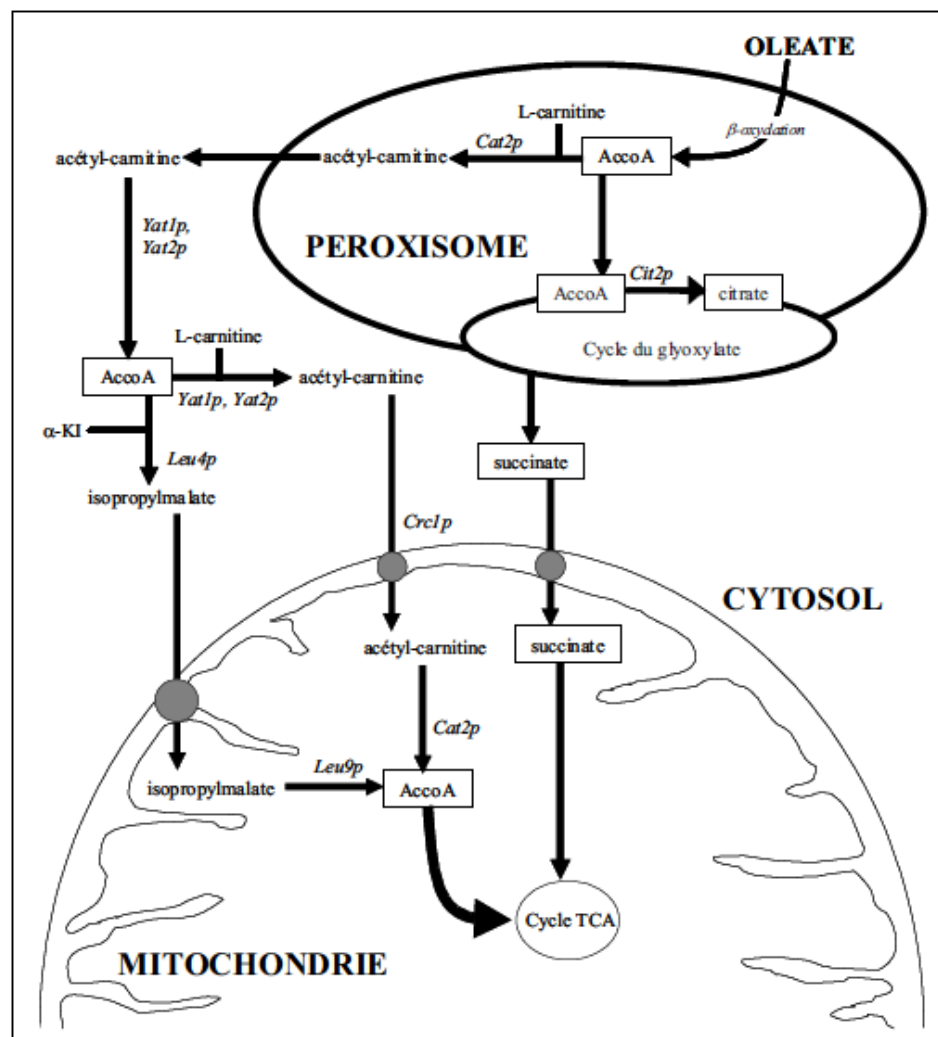 OLEATE
β-oxydation
L-carnitine
Cat2p
AccoA
acétyl-carnitine
acétyl-carnitine
Yat1p,
Yat2p
PEROXISOME
AccoA
Cit2p
citrate
Cycle du glyoxylate
L-carnitine
AccoA
acétyl-carnitine
Yat1p, Yat2p
α-KI
Leu4p
isopropylmalate
succinate
Crc1p
CYTOSOL
acétyl-carnitine
succinate
Cat2p
isopropylmalate
Leu9p
AccoA
Cycle TCA
MITOCHONDRIE